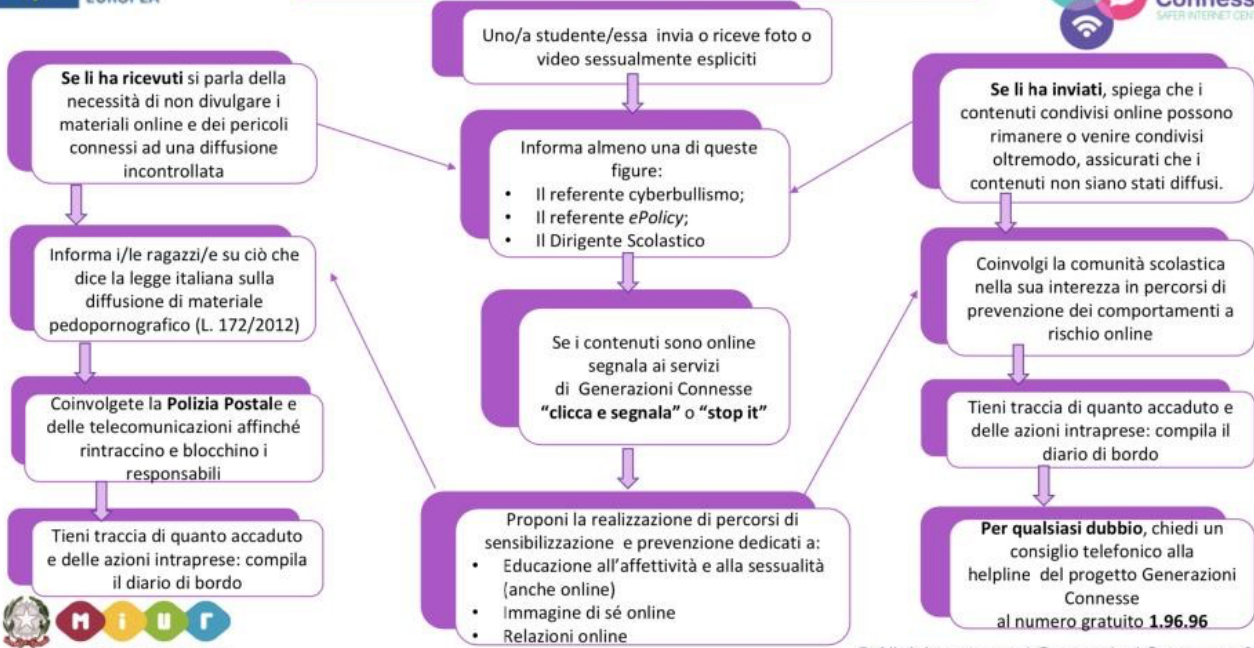 EUROPEA
Conness
SAFER INTERNET CENT
Uno/a studente/essa invia o riceve foto o
video sessualmente espliciti
Se li ha ricevuti si parla della
necessità di non divulgare i
materiali online e dei pericoli
connessi ad una diffusione
incontrollata
Informa i/le ragazzi/e su ciò che
dice la legge italiana sulla
diffusione di materiale
pedopornografico (L. 172/2012)
Coinvolgete la Polizia Postale e
delle telecomunicazioni affinché
rintraccino e blocchino i
responsabili
Tieni traccia di quanto accaduto
e delle azioni intraprese: compila
il diario di bordo
Informa almeno una di queste
figure:
• Il referente cyberbullismo;
• Il referente ePolicy;
• Il Dirigente Scolastico
Se i contenuti sono online
segnala ai servizi
di Generazioni Connesse
“clicca e segnala” o “stop it”
Proponi la realizzazione di percorsi di
sensibilizzazione e prevenzione dedicati a:
• Educazione all’affettività e alla sessualità
(anche online)
• Immagine di sé online
• Relazioni online
Se li ha inviati, spiega che i
contenuti condivisi online possono
rimanere o venire condivisi
oltremodo, assicurati che i
contenuti non siano stati diffusi.
Coinvolgi la comunità scolastica
nella sua interezza in percorsi di
prevenzione dei comportamenti a
rischio online
Tieni traccia di quanto accaduto e
delle azioni intraprese: compila il
diario di bordo
Per qualsiasi dubbio, chiedi un
consiglio telefonico alla
helpline del progetto Generazioni
Connesse
al numero gratuito 1.96.96
MIUR